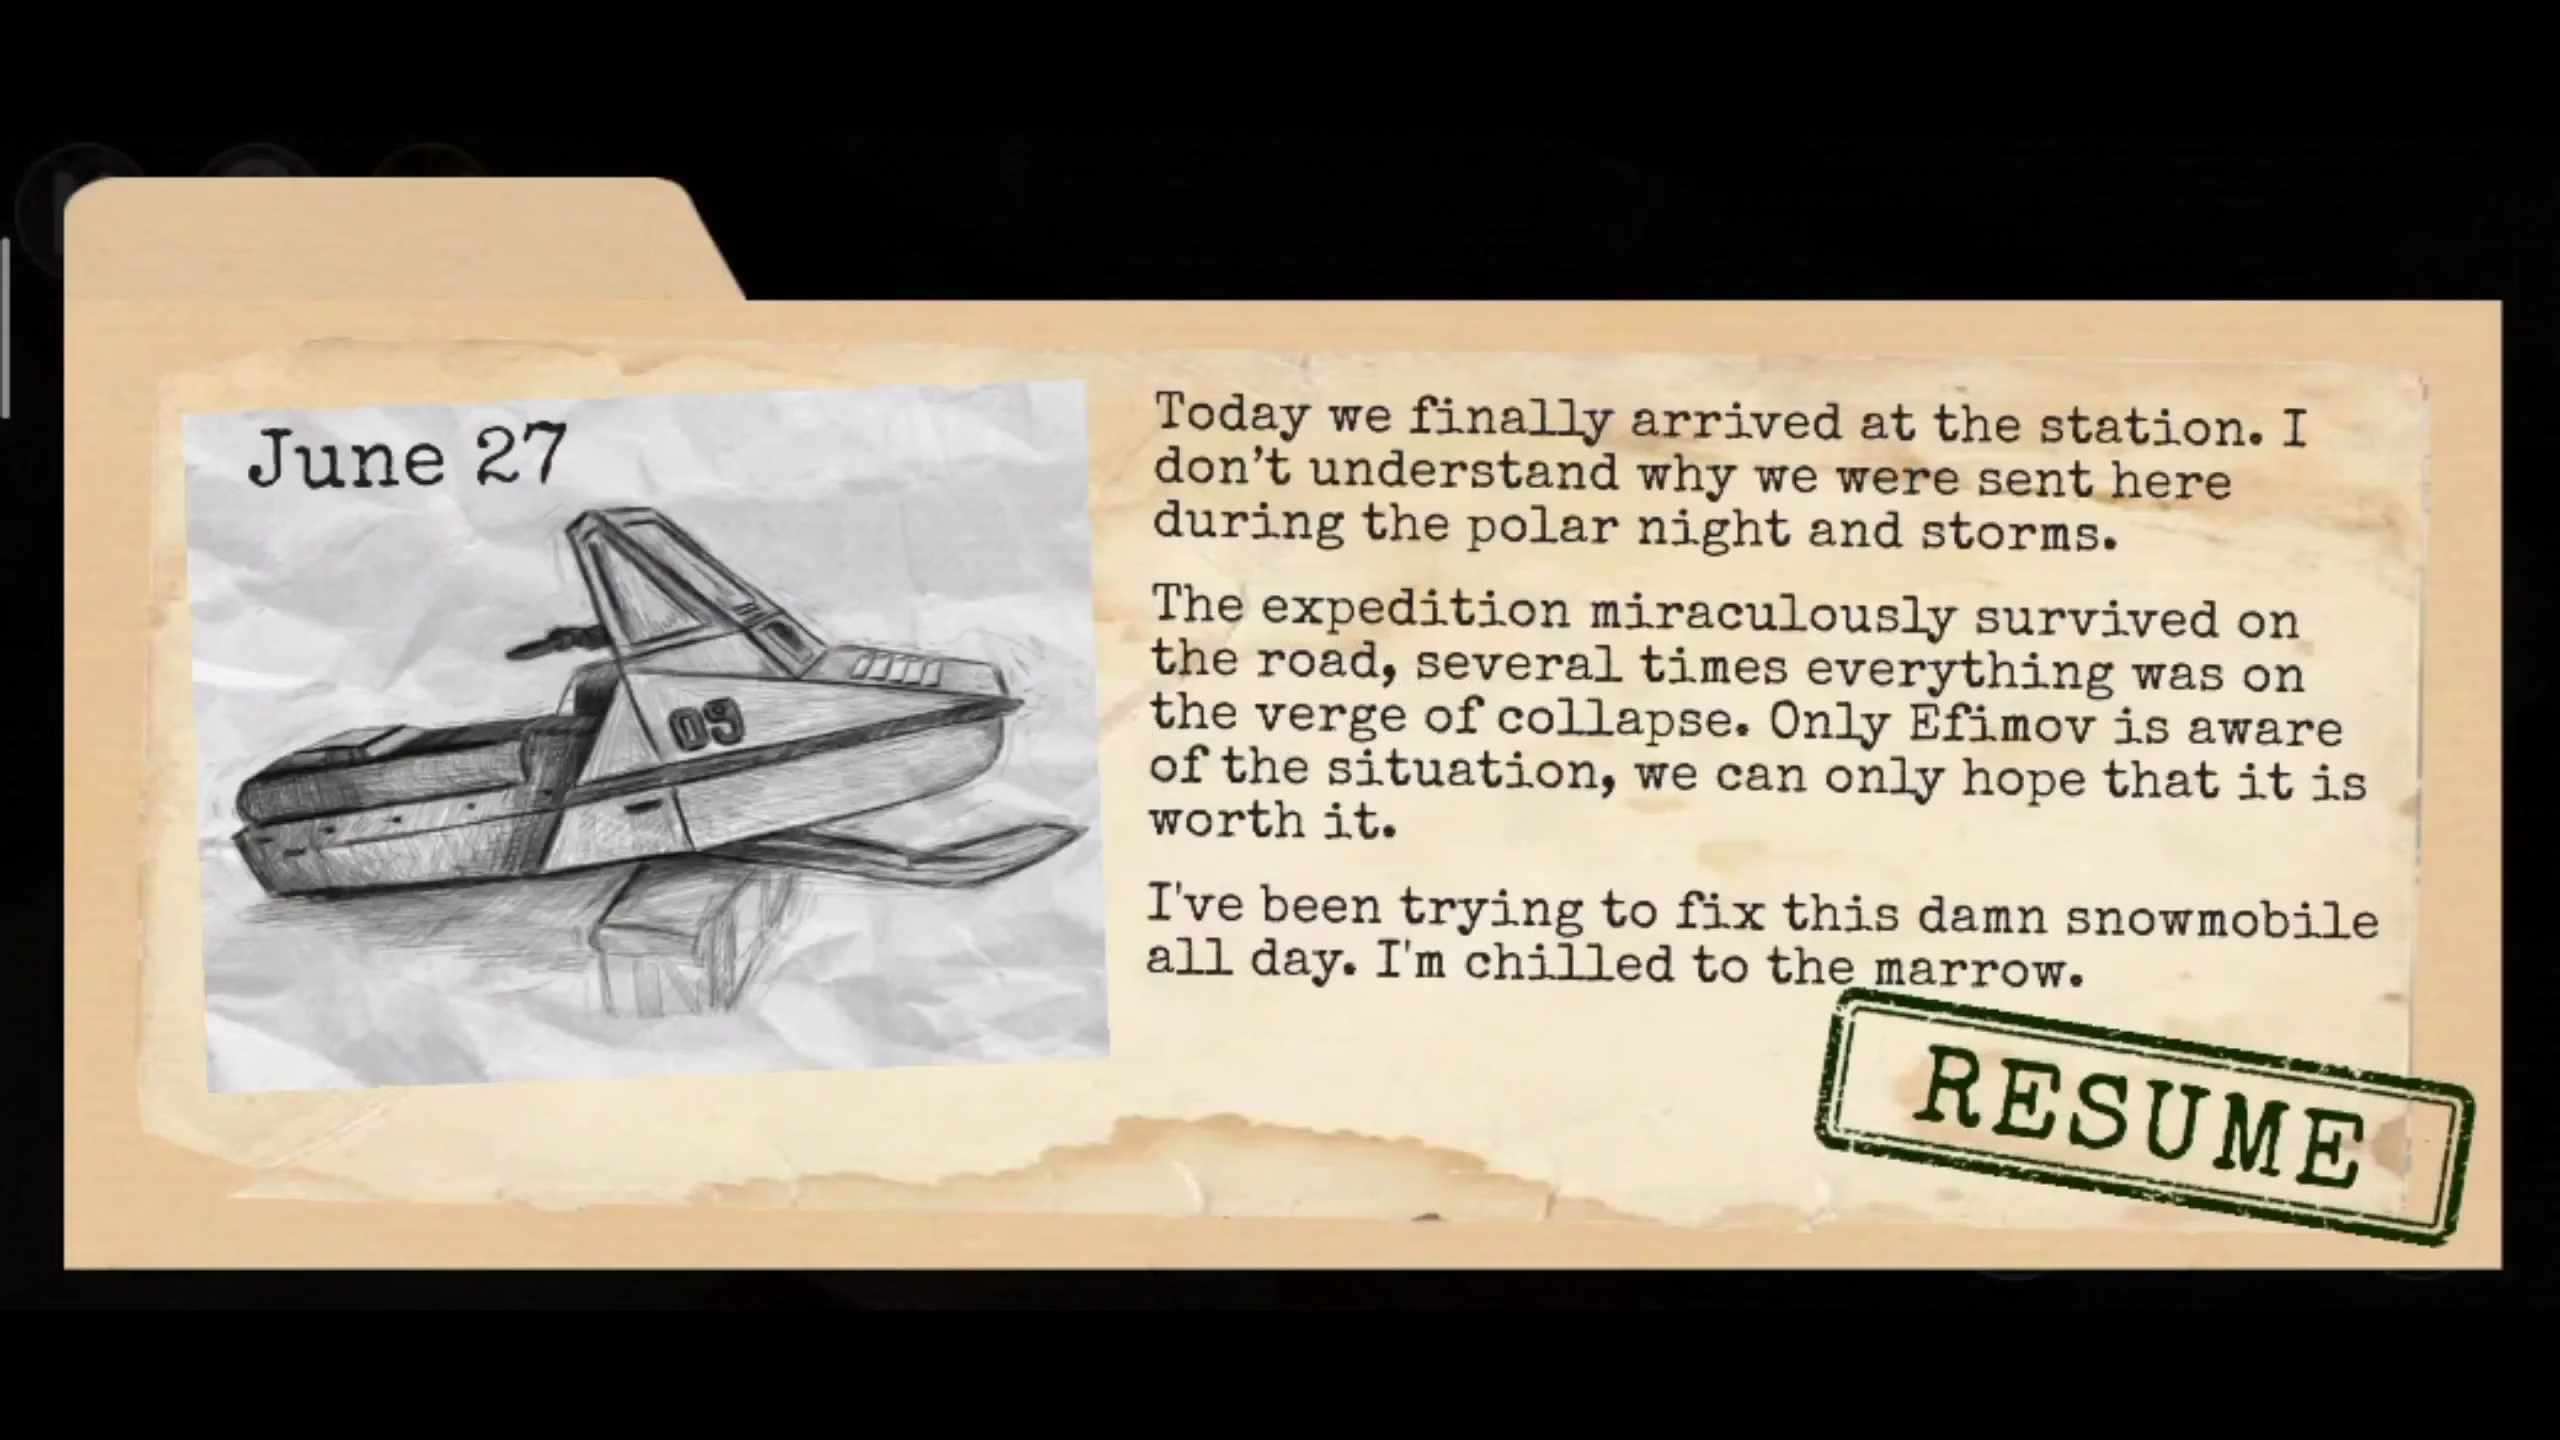 June 27
09
Today we finally arrived at the station. I
don't understand why we were sent here
during the polar night and storms.
The expedition miraculously survived on
the road, several times everything was on
the verge of collapse. Only Efimov is aware
of the situation, we can only hope that it is
worth it.
I've been trying to fix this damn snowmobile
all day. I'm chilled to the marrow.
RESUME